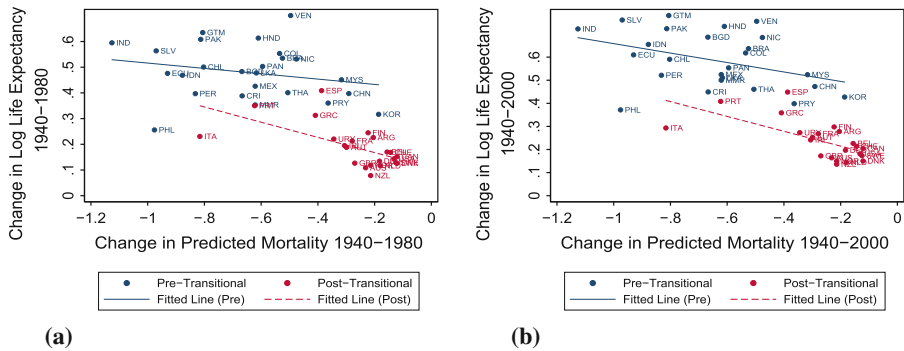 Change in Log Life Expectancy
1940−1980
.6
.5
.4
.3
.2
.1
0
VEN
GTM
PAK
HND
IND
SLV
COL
NIC
CHL
PAN
ECU
IDN
LKA
MYS
MEX
PER
CRI
THA
ESP
CHN
MMR
PRT
PRY
GRC
KOR
PHL
ITA
FIN
ARG
FRA
NZL
−1.2
−1
−.8
−.6
−.4
−.2
0
Change in Predicted Mortality 1940−1980
Pre−Transitional
Post−Transitional
Fitted Line (Pre)
Fitted Line (Post)
(a)
Change in Log Life Expectancy
1940−2000
.6
.5
.4
.3
.2
.1
0
GTM
SLV
VEN
IND
PAK
HND
BGD
NIC
IDN
BRA
ECU
COL
CHL
PAN
PER
MEX
MYS
MMR
CRI
THA
CHN
ESP
KOR
PRT
PRY
PHL
GRC
ITA
FIN
ARG
FRA
NZL
DNK
−1.2
−1
−.8
−.6
−.4
−.2
0
Change in Predicted Mortality 1940−2000
Pre−Transitional
Post−Transitional
Fitted Line (Pre)
Fitted Line (Post)
(b)